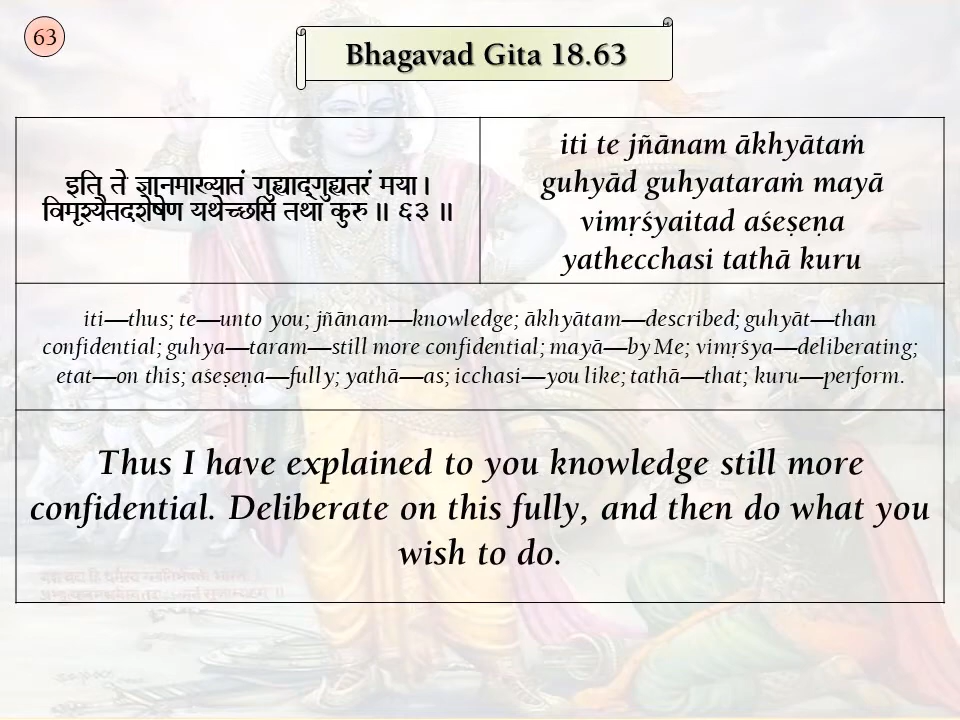 63
Bhagavad Gita 18.63
इति ते ज्ञानमाख्यातं गुह्याद्‍गुह्यतरं मया।
विमृश्यैतदशेषेण यथेच्छसि तथा कुरु ॥ ६३ ॥
iti te jñānam ākhyātaṁ
guhyād guhyataraṁ mayā
vimṛśyaitad aśeṣeṇa
yathecchasi tathā kuru
iti—thus; te—unto you; jñānam—knowledge; ākhyātam—described; guhyāt—than
confidential; guhya—taram—still more confidential; mayā—by Me; vimṛśya—deliberating;
etat—on this; aśeṣeṇa—fully; yathā—as; icchasi—you like; tathā—that; kuru—perform.
Thus I have explained to you knowledge still more
confidential. Deliberate on this fully, and then do what you
wish to do.